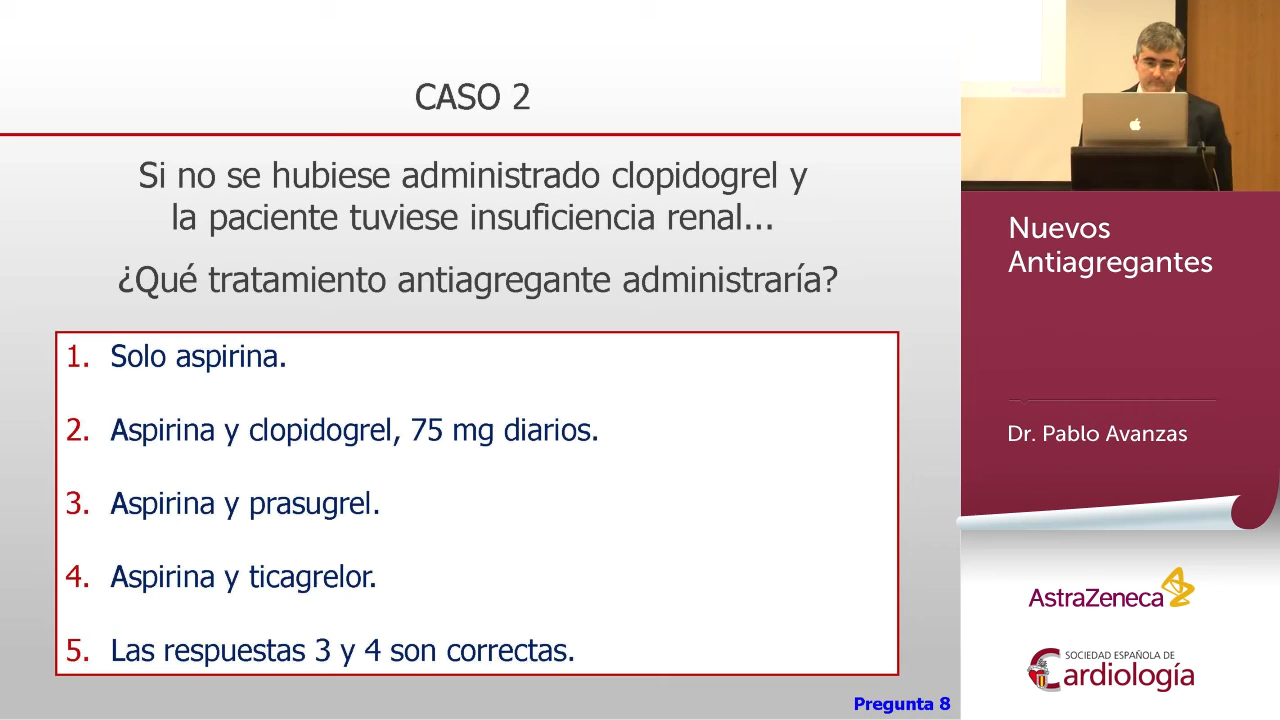 CASO 2
Si no se hubiese administrado clopidogrel y
la paciente tuviese insuficiencia renal...
¿Qué tratamiento antiagregante administraría?
1. Solo aspirina.
2. Aspirina y clopidogrel, 75 mg diarios.
3. Aspirina y prasugrel.
4. Aspirina y ticagrelor.
5. Las respuestas 3 y 4 son correctas.
Pregunta 8
Nuevos
Antiagregantes
Dr. Pablo Avanzas
AstraZeneca
SOCIEDAD ESPAÑOLA DE
Cardiología